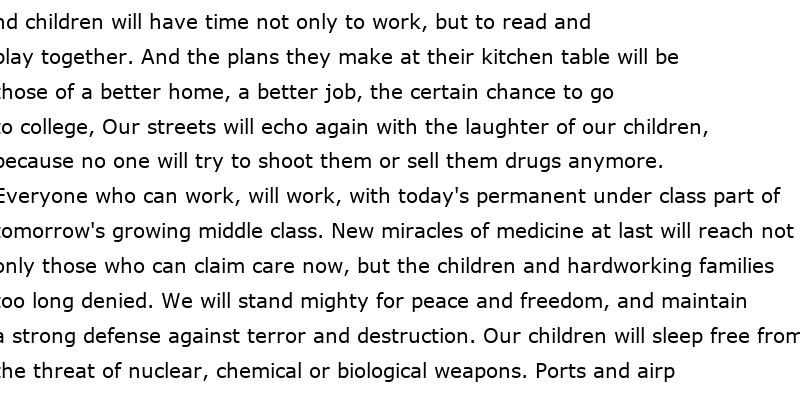 nd children will have time not only to work, but to read and
play together. And the plans they make at their kitchen table will be
those of a better home, a better job, the certain chance to go
to college, Our streets will echo again with the laughter of our children,
because no one will try to shoot them or sell them drugs anymore.
Everyone who can work, will work, with today's permanent under class part of
tomorrow's growing middle class. New miracles of medicine at last will reach not
only those who can claim care now, but the children and hardworking families
too long denied. We will stand mighty for peace and freedom, and maintain
a strong defense against terror and destruction. Our children will sleep free from
the threat of nuclear, chemical or biological weapons. Ports and airp